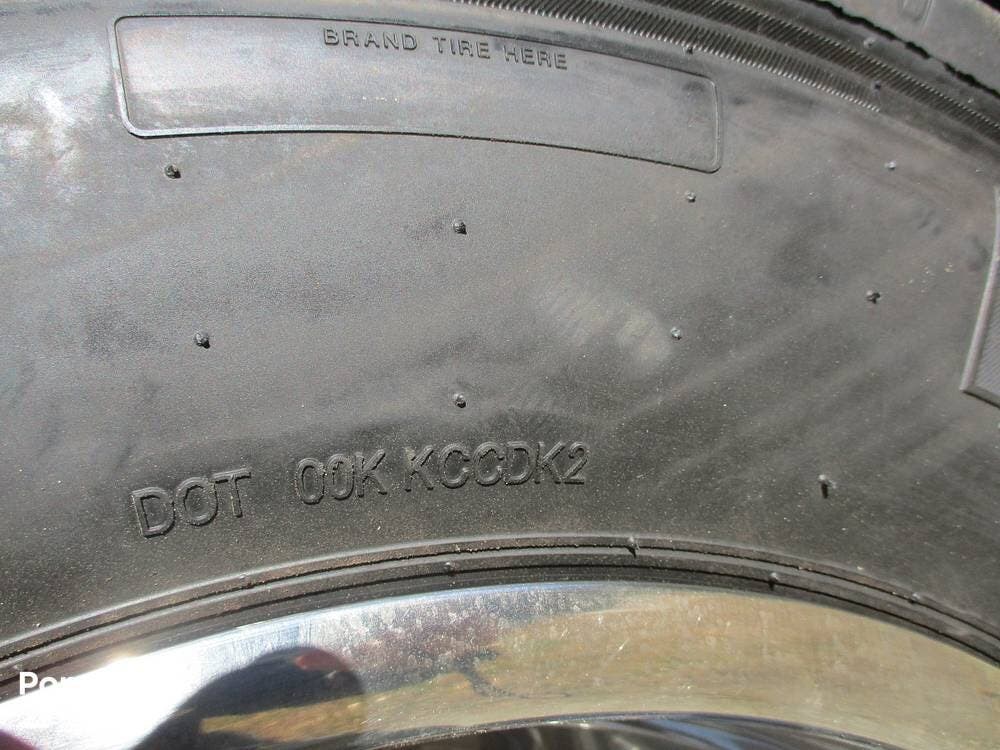 BRAND TIRE HERE
DOT 00K KCCDK2